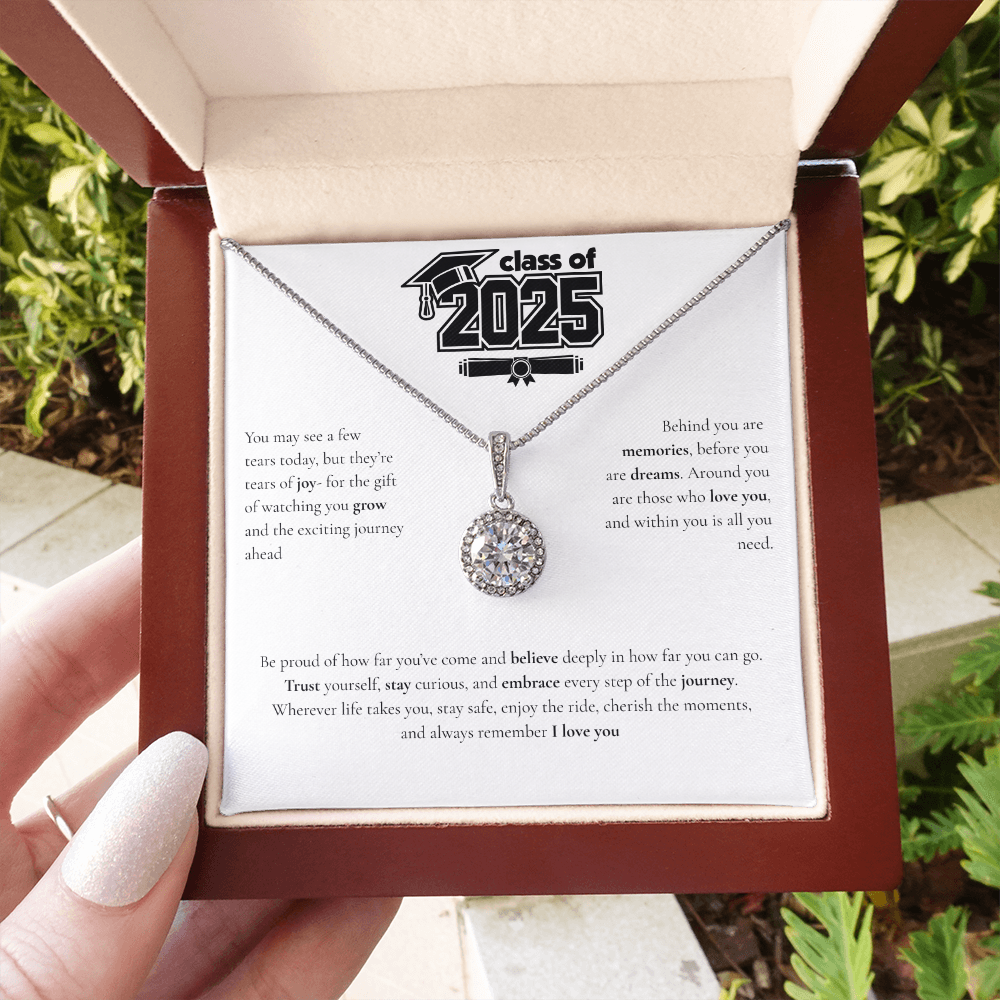 class of
2025
You may see a few
tears today, but they're
tears of joy- for the gift
of watching you grow
and the exciting journey
ahead
Behind you are
memories, before you
are dreams. Around you
are those who love you,
and within you is all you
need.
Be proud of how far you've come and believe deeply in how far you can go.
Trust yourself, stay curious, and embrace every step of the journey.
Wherever life takes you, stay safe, enjoy the ride, cherish the moments,
and always remember I love you